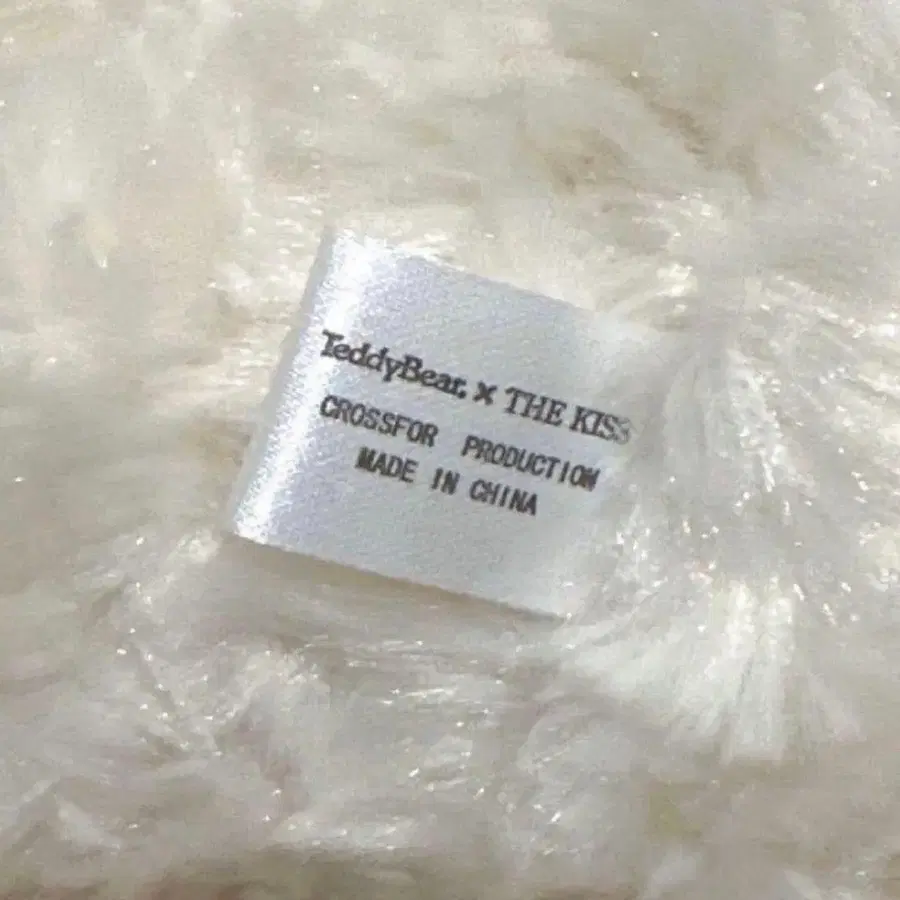 TeddyBear. x THE KISS
CROSSFOR PRODUCTION
MADE IN CHINA